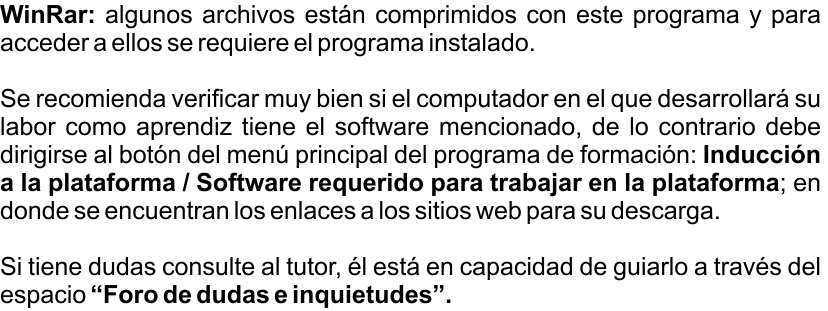 WinRar: algunos archivos están comprimidos con este programa y para
acceder a ellos se requiere el programa instalado.
Se recomienda verificar muy bien si el computador en el que desarrollará su
labor como aprendiz tiene el software mencionado, de lo contrario debe
dirigirse al botón del menú principal del programa de formación: Inducción
a la plataforma / Software requerido para trabajar en la plataforma; en
donde se encuentran los enlaces a los sitios web para su descarga.
Si tiene dudas consulte al tutor, él está en capacidad de guiarlo a través del
espacio “Foro de dudas e inquietudes”.